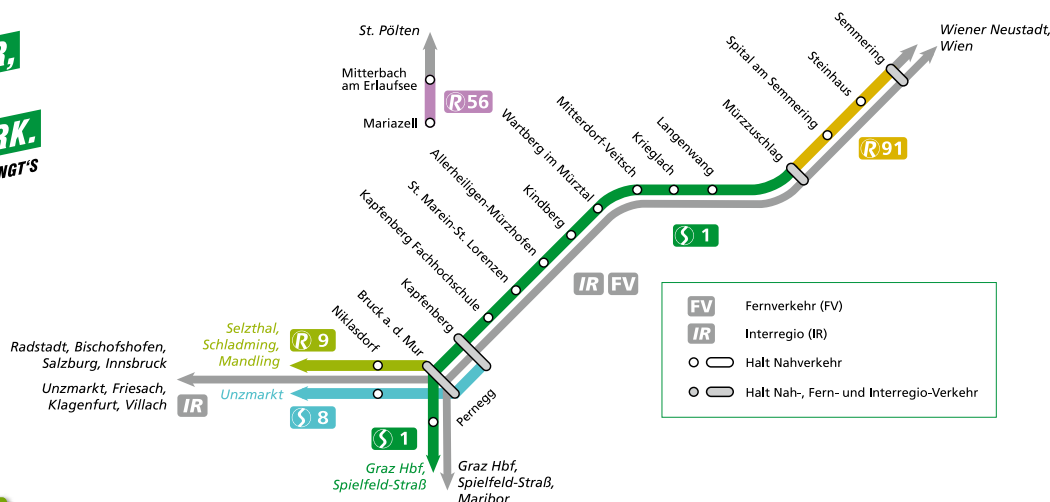 R,
RK.
NGT'S
St. Pölten
Mitterbach
am Erlaufsee
Mariazell
R 56
Wiener Neustadt,
Wien
Semmering
Steinhaus
Spital am Semmering
Mürzzuschlag
R 91
Langenwang
Krieglach
Mitterdorf-Veitsch
Wartberg im Mürztal
Kindberg
Allerheiligen-Mürzhofen
St. Marein-St. Lorenzen
Kapfenberg Fachhochschule
Kapfenberg
Bruck a. d. Mur
Niklasdorf
Pernegg
S 1
IR FV
Selzthal,
Schladming,
Mandling
R 9
Radstadt, Bischofshofen,
Salzburg, Innsbruck
Unzmarkt, Friesach,
Klagenfurt, Villach
IR
Unzmarkt
S 8
S 1
Graz Hbf,
Spielfeld-Straß
Graz Hbf,
Spielfeld-Straß,
Maribor
FV Fernverkehr (FV)
IR Interregio (IR)
Halt Nahverkehr
Halt Nah-, Fern- und Interregio-Verkehr